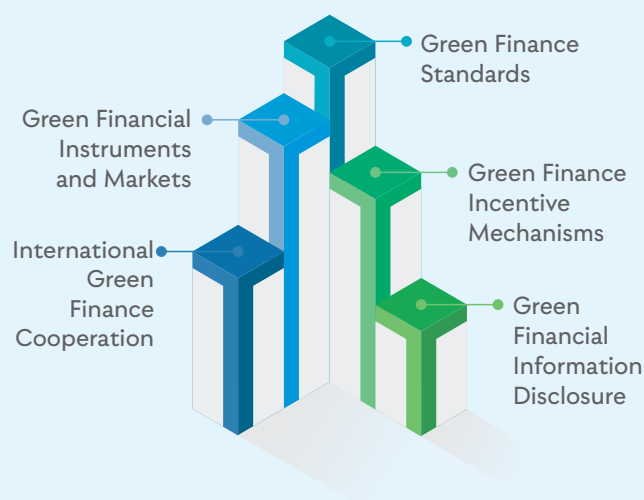 Green Finance
Standards
Green Financial
Instruments
and Markets
Green Finance
Incentive
Mechanisms
International
Green
Finance
Cooperation
Green
Financial
Information
Disclosure